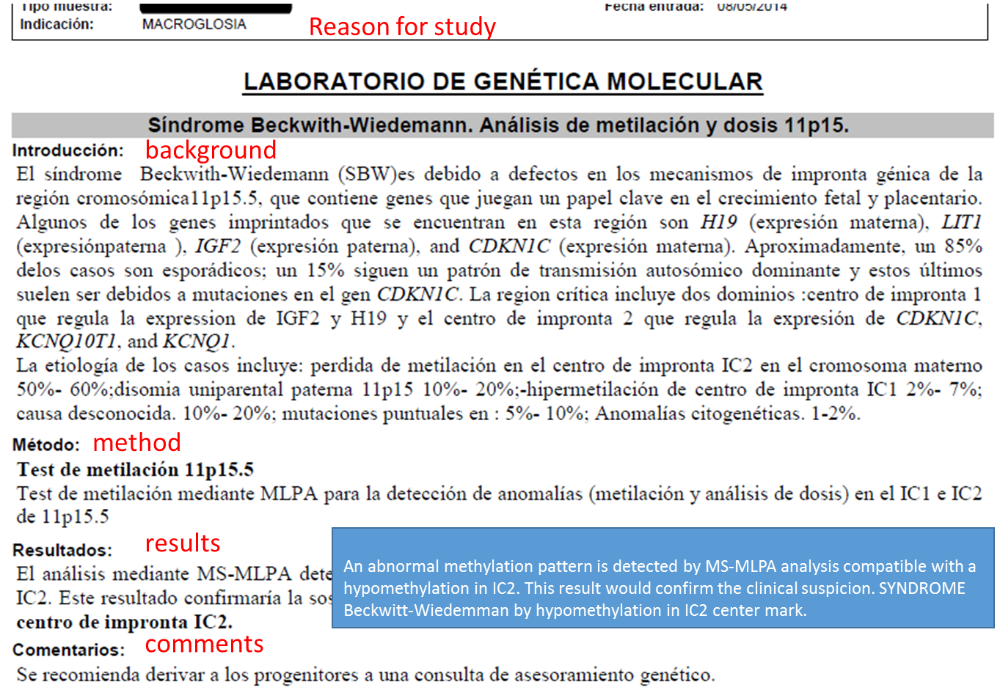 Tipo muestra: Fecha entrada: 08/05/2014
Indicación: MACROGLOSIA Reason for study
LABORATORIO DE GENÉTICA MOLECULAR
Síndrome Beckwith-Wiedemann. Análisis de metilación y dosis 11p15.
Introducción: background
El síndrome Beckwith-Wiedemann (SBW)es debido a defectos en los mecanismos de impronta génica de la
región cromosómica11p15.5, que contiene genes que juegan un papel clave en el crecimiento fetal y placentario.
Algunos de los genes imprintados que se encuentran en esta región son H19 (expresión materna), LIT1
(expresiónpaterna ), IGF2 (expresión paterna), and CDKN1C (expresión materna). Aproximadamente, un 85%
delos casos son esporádicos; un 15% siguen un patrón de transmisión autosómico dominante y estos últimos
suelen ser debidos a mutaciones en el gen CDKN1C. La region crítica incluye dos dominios :centro de impronta 1
que regula la expression de IGF2 y H19 y el centro de impronta 2 que regula la expresión de CDKN1C,
KCNQ10T1, and KCNQ1.
La etiología de los casos incluye: perdida de metilación en el centro de impronta IC2 en el cromosoma materno
50%- 60%;disomia uniparental paterna 11p15 10%- 20%;-hipermetilación de centro de impronta IC1 2%- 7%;
causa desconocida. 10%- 20%; mutaciones puntuales en : 5%- 10%; Anomalías citogenéticas. 1-2%.
Método: method
Test de metilación 11p15.5
Test de metilación mediante MLPA para la detección de anomalías (metilación y análisis de dosis) en el IC1 e IC2
de 11p15.5
Resultados: results
El análisis mediante MS-MLPA dete
IC2. Este resultado confirmaría la sos
centro de impronta IC2.
An abnormal methylation pattern is detected by MS-MLPA analysis compatible with a
hypomethylation in IC2. This result would confirm the clinical suspicion. SYNDROME
Beckwitt-Wiedemman by hypomethylation in IC2 center mark.
Comentarios: comments
Se recomienda derivar a los progenitores a una consulta de asesoramiento genético.